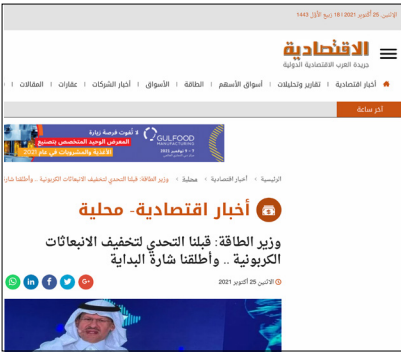 الإثنين 25 أكتوبر 2021 | 18 ربيع الأول 1443
الاقتصادية
جريدة العرب الاقتصادية الدولية
أخبار اقتصادية | تقارير وتحليلات | أسواق الأسهم | الطاقة | الأسواق | أخبار الشركات | عقارات | المقالات |
آخر ساعة
GULFOOD
MANUFACTURING
لا تفوت فرصة زيارة
المعرض الوحيد المتخصص بتصنيع
الأغذية والمشروبات في عام 2021
الرئيسية > أخبار اقتصادية > محلية > وزير الطاقة: قبلنا التحدي لتخفيف الانبعاثات الكربونية .. وأطلقنا شارة
أخبار اقتصادية- محلية
وزير الطاقة: قبلنا التحدي لتخفيف الانبعاثات
الكربونية .. وأطلقنا شارة البداية
الاثنين 25 أكتوبر 2021